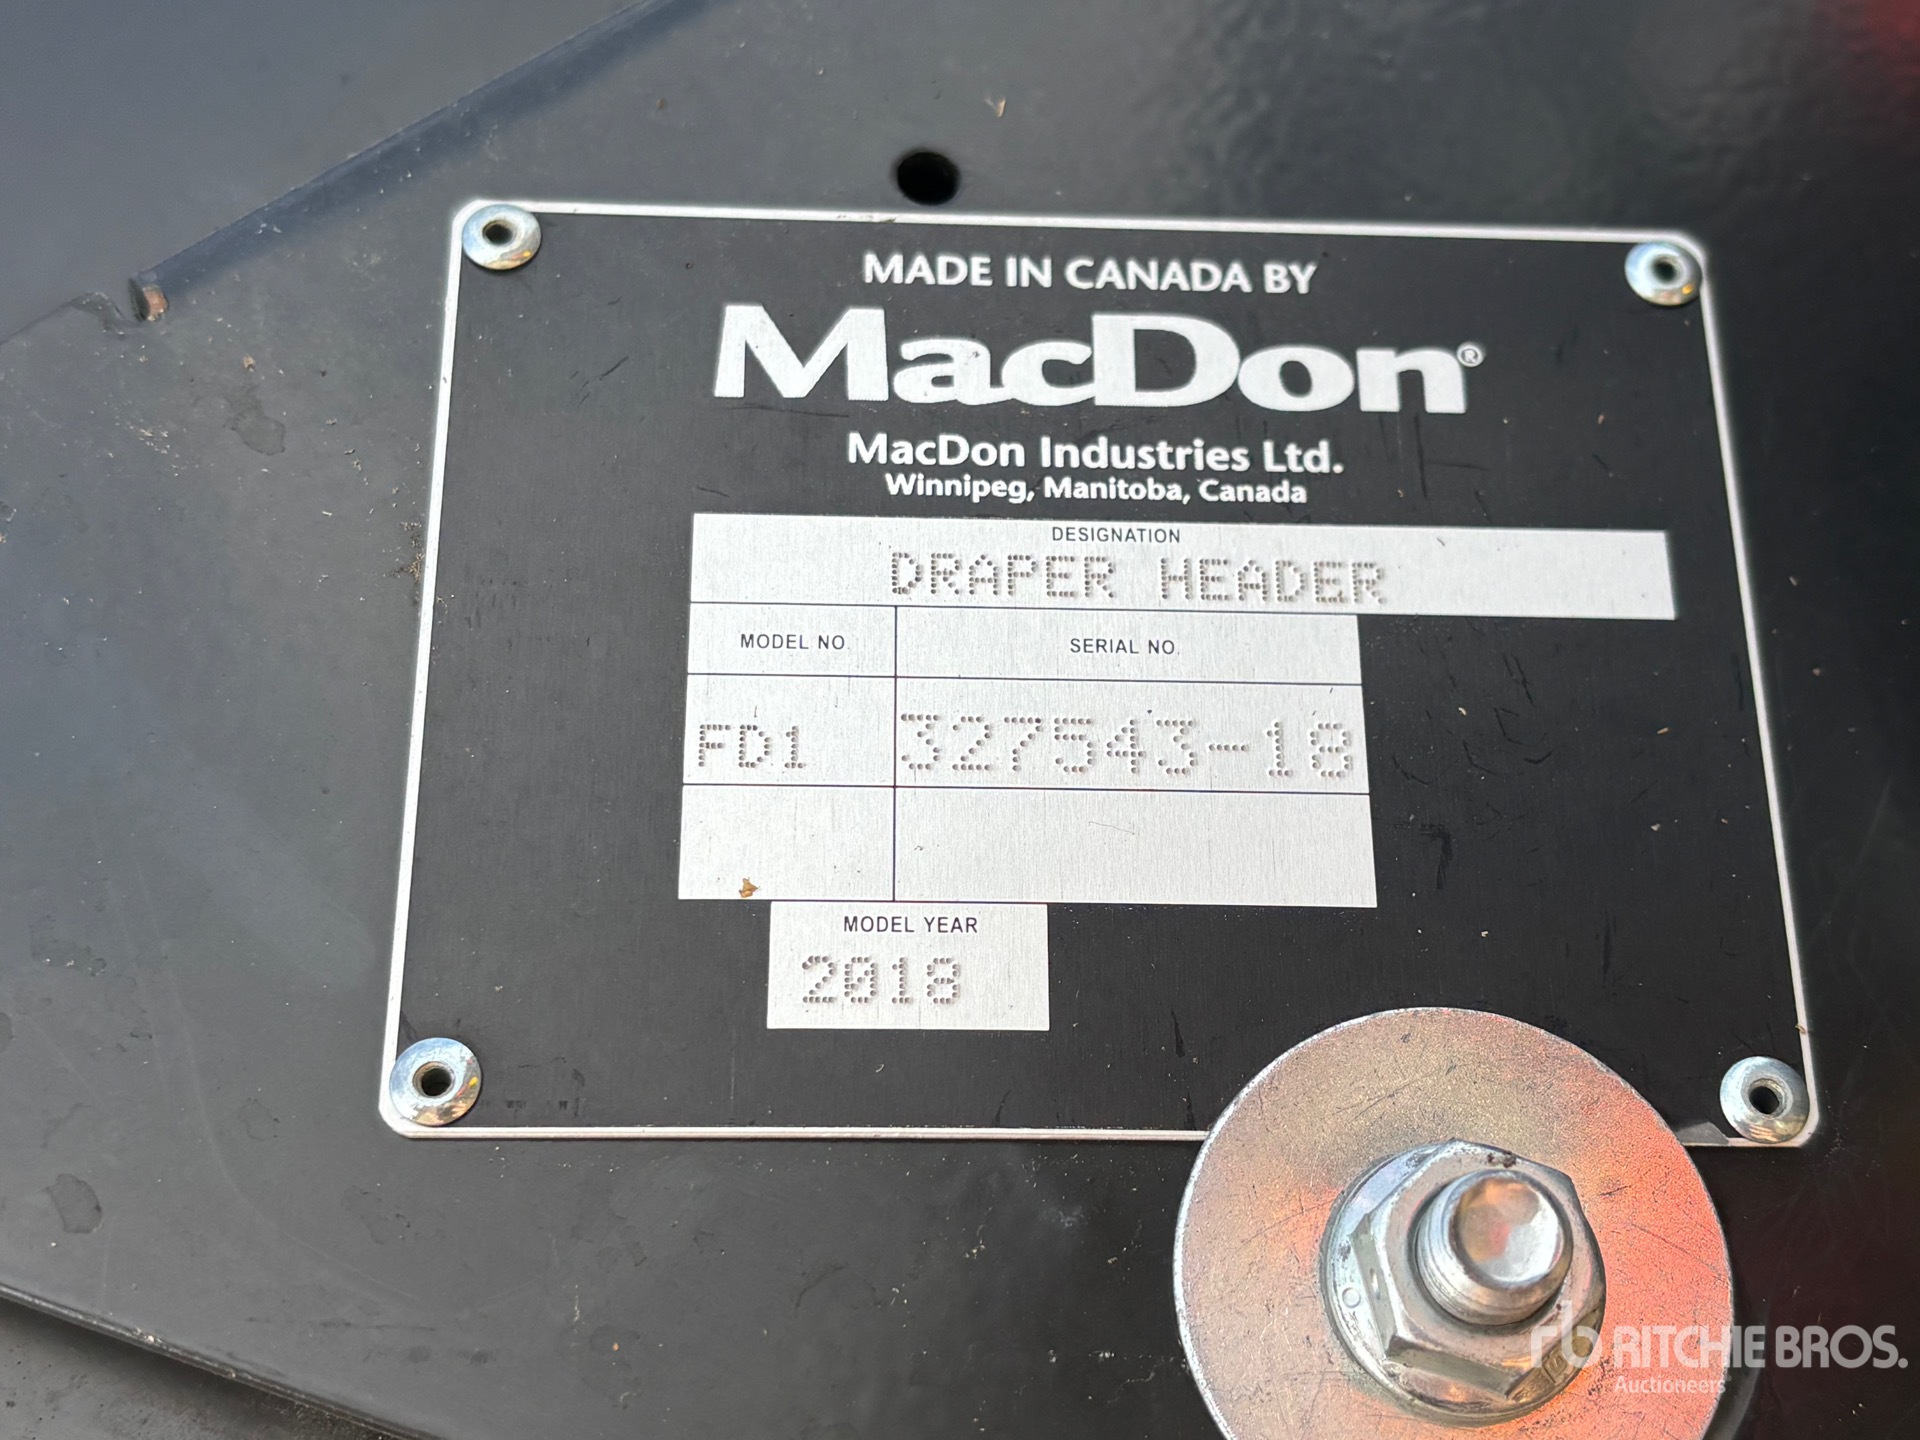 MADE IN CANADA BY
MacDon®
MacDon Industries Ltd.
Winnipeg, Manitoba, Canada
DESIGNATION
DRAPER HEADER
MODEL NO. SERIAL NO.
FD1 327543-18
MODEL YEAR
2018
rb RITCHIE BROS.
Auctioneers